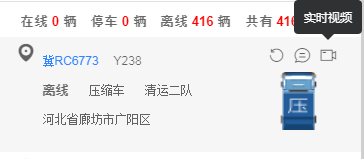 实时视频
在线 0 辆 停车 0 辆 离线 416 辆 共有 416
冀RC6773 Y238
离线 压缩车 清运二队
压
河北省廊坊市广阳区